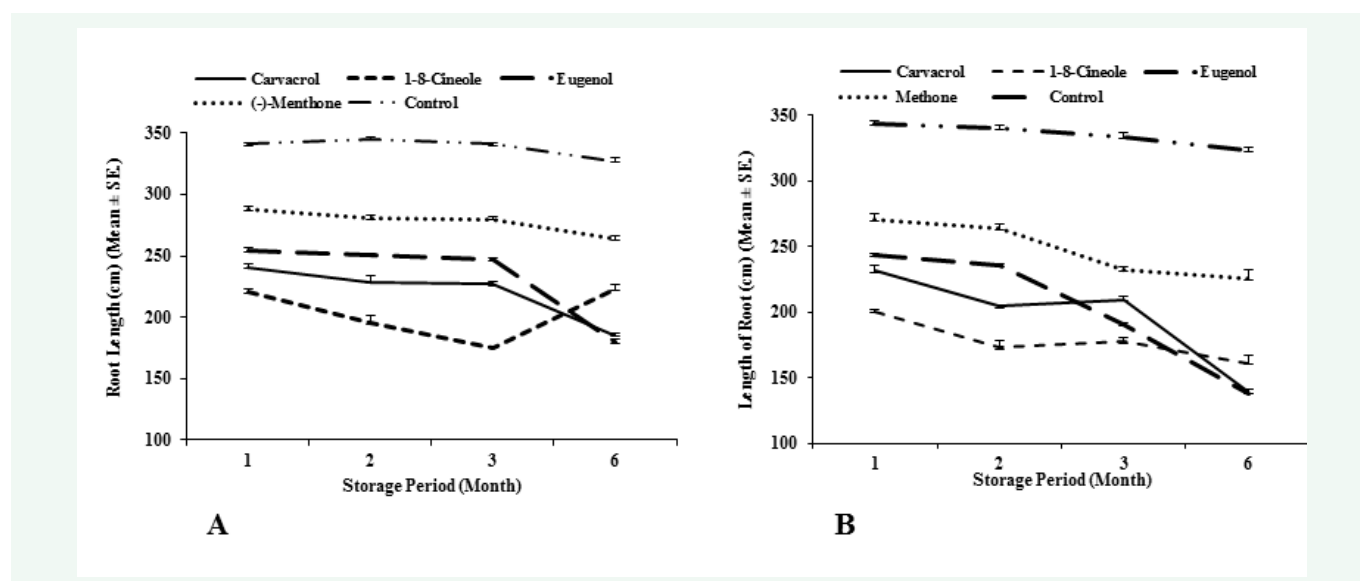 Carvacrol 1-8-Cineole Eugenol
(-)-Menthone Control
350
300
250
200
150
100
Root Length (cm) (Mean ± SE.)
1 2 3 6
Storage Period (Month)
A
Carvacrol 1-8-Cineole Eugenol
Methone Control
350
300
250
200
150
100
Length of Root (cm) (Mean ± SE.)
1 2 3 6
Storage Period (Month)
B